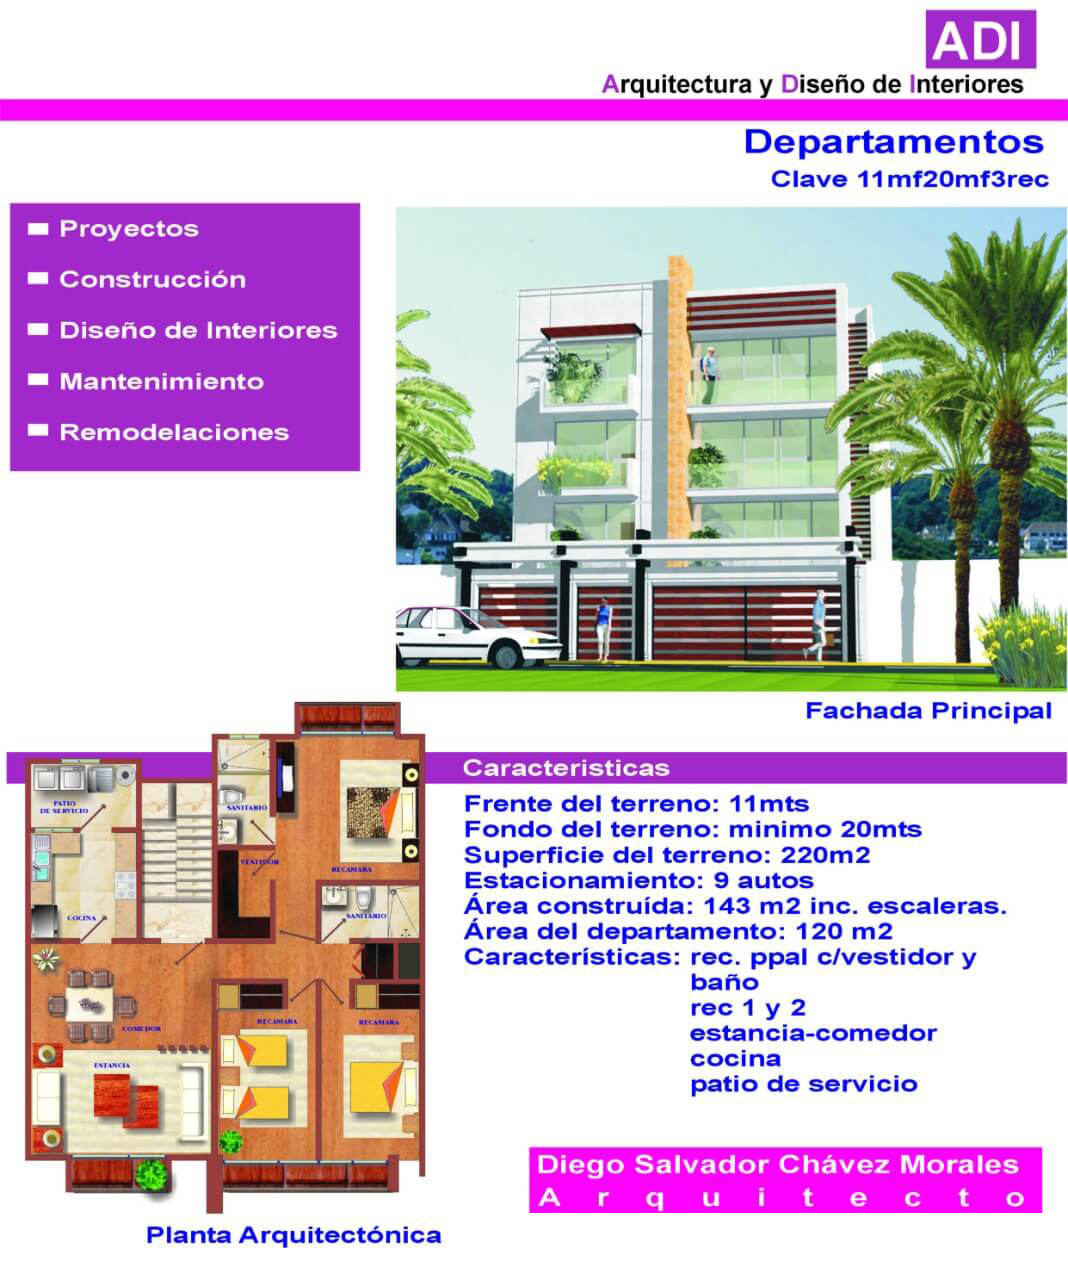 ADI
Arquitectura y Diseño de Interiores
Departamentos
Clave 11mf20mf3rec
Proyectos
Construcción
Diseño de Interiores
Mantenimiento
Remodelaciones
Fachada Principal
Caracteristicas
Frente del terreno: 11mts
Fondo del terreno: minimo 20mts
Superficie del terreno: 220m2
Estacionamiento: 9 autos
Área construída: 143 m2 inc. escaleras.
Área del departamento: 120 m2
Características: rec. ppal c/vestidor y
baño
rec 1 y 2
estancia-comedor
cocina
patio de servicio
PATIO
DE SERVICIO
SANITARIO
VESTIDOR
RECAMARA
COCINA
SANITARIO
COMEDOR
RECAMARA
RECAMARA
ESTANCIA
Planta Arquitectónica
Diego Salvador Chávez Morales
Arquitecto